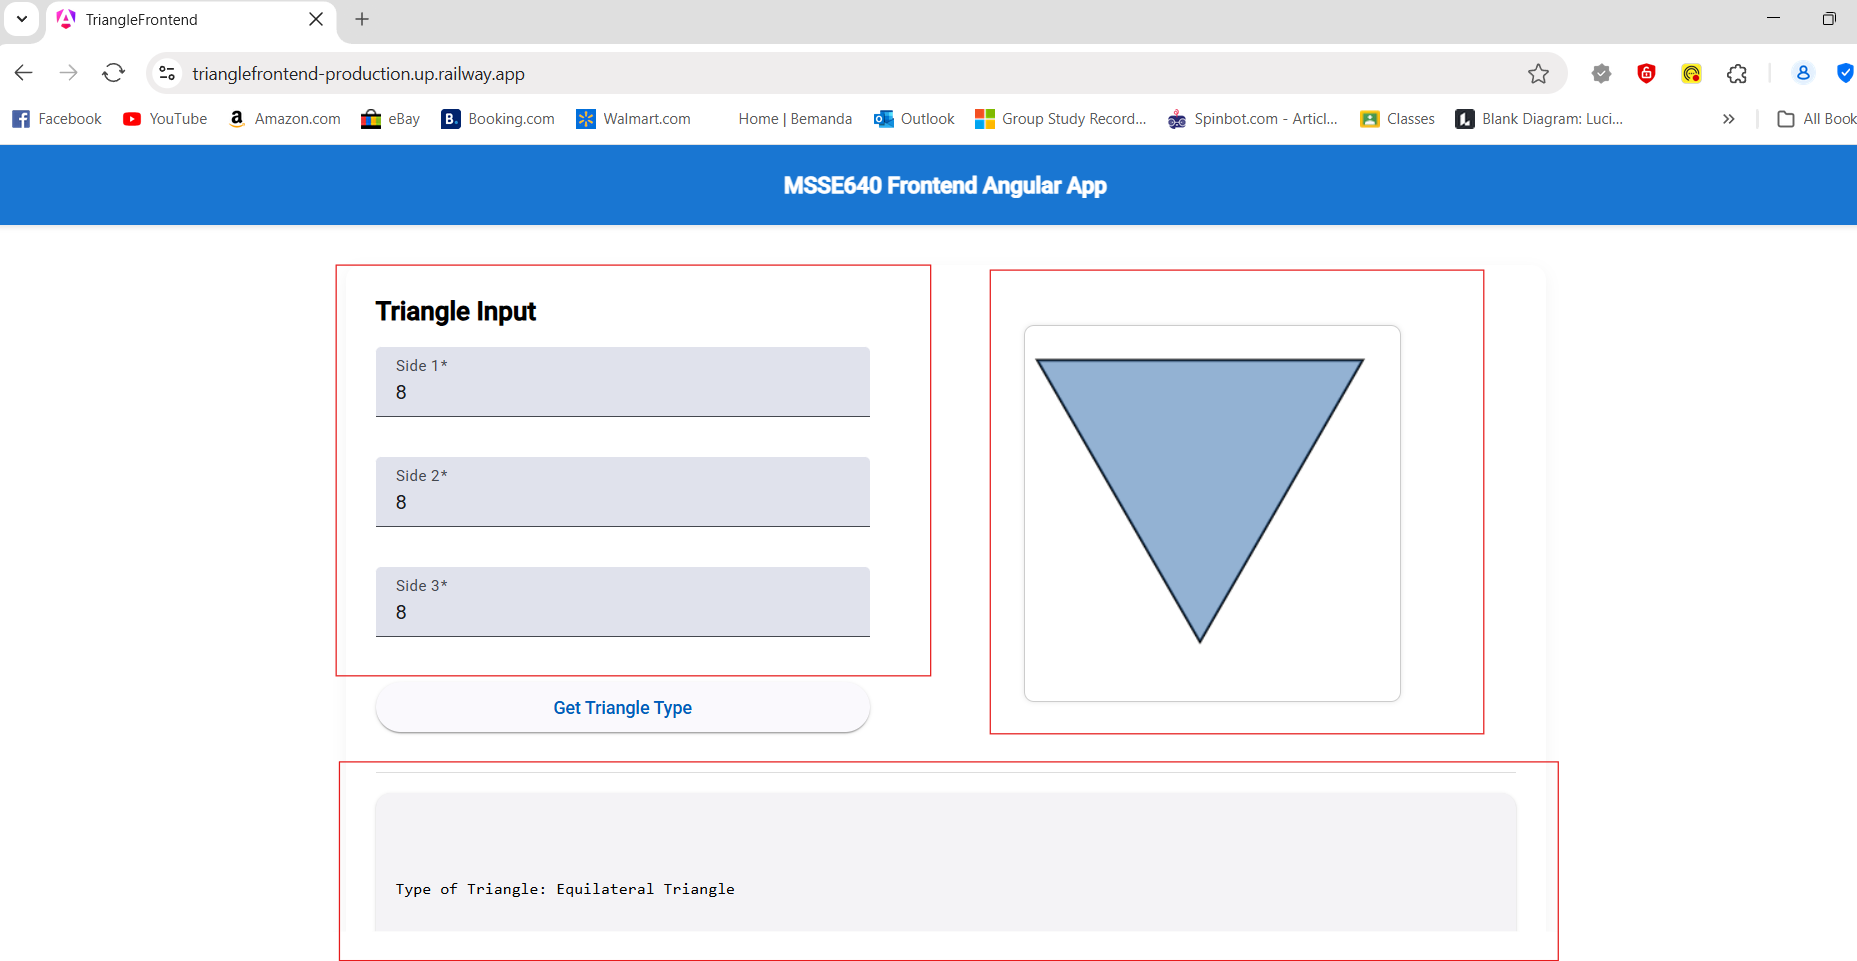 TriangleFrontend
trianglefrontend-production.up.railway.app
Facebook YouTube Amazon.com eBay Booking.com Walmart.com Home | Bemanda Outlook Group Study Record... Spinbot.com - Articl... Classes Blank Diagram: Luci... » All Book
MSSE640 Frontend Angular App
Triangle Input
Side 1*
8
Side 2*
8
Side 3*
8
Get Triangle Type
Type of Triangle: Equilateral Triangle